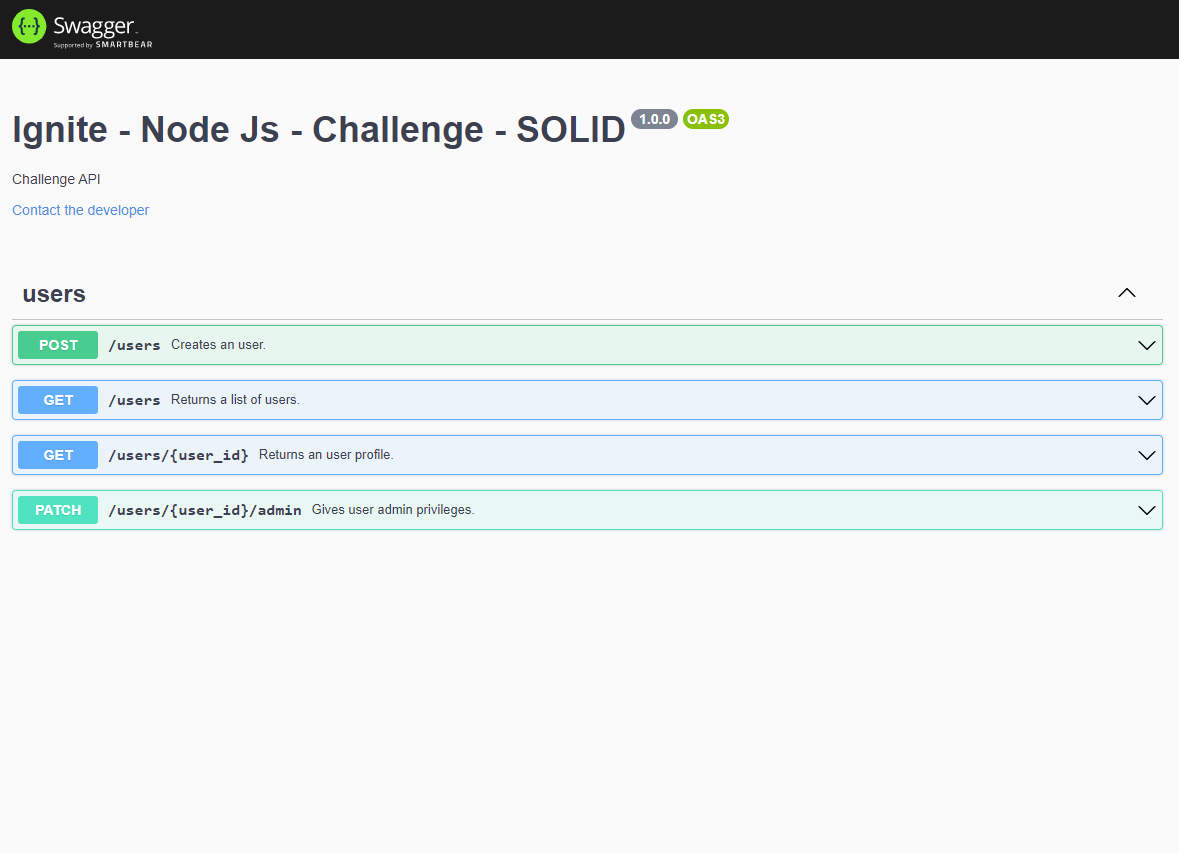 {···} Swagger.
Supported by SMARTBEAR
Ignite - Node Js - Challenge - SOLID 1.0.0 OAS3
Challenge API
Contact the developer
users
POST /users Creates an user.
GET /users Returns a list of users.
GET /users/{user_id} Returns an user profile.
PATCH /users/{user_id}/admin Gives user admin privileges.